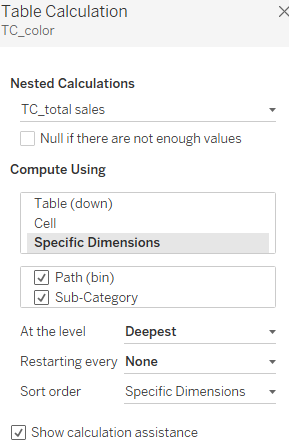 Table Calculation
TC_color
Nested Calculations
TC_total sales
Null if there are not enough values
Compute Using
Table (down)
Cell
Specific Dimensions
Path (bin)
Sub-Category
At the level Deepest
Restarting every None
Sort order Specific Dimensions
Show calculation assistance